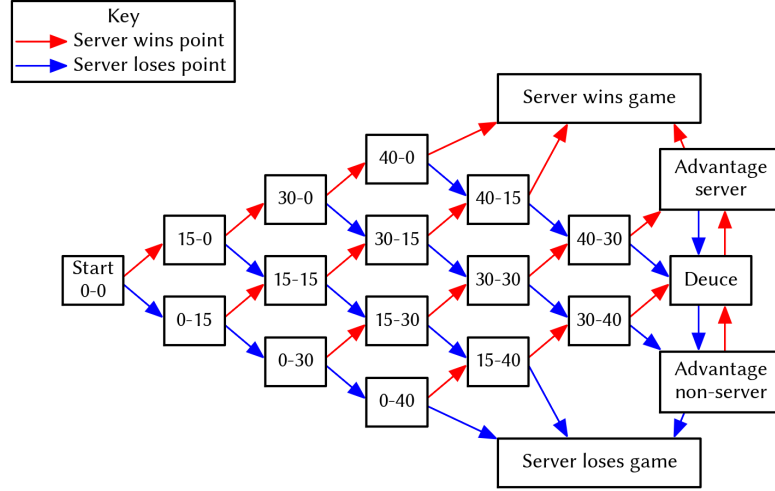 Key
Server wins point
Server loses point
Server wins game
40-0
Advantage
server
30-0
40-15
15-0
30-15
40-30
Start
0-0
15-15
30-30
Deuce
0-15
15-30
30-40
0-30
15-40
Advantage
non-server
0-40
Server loses game